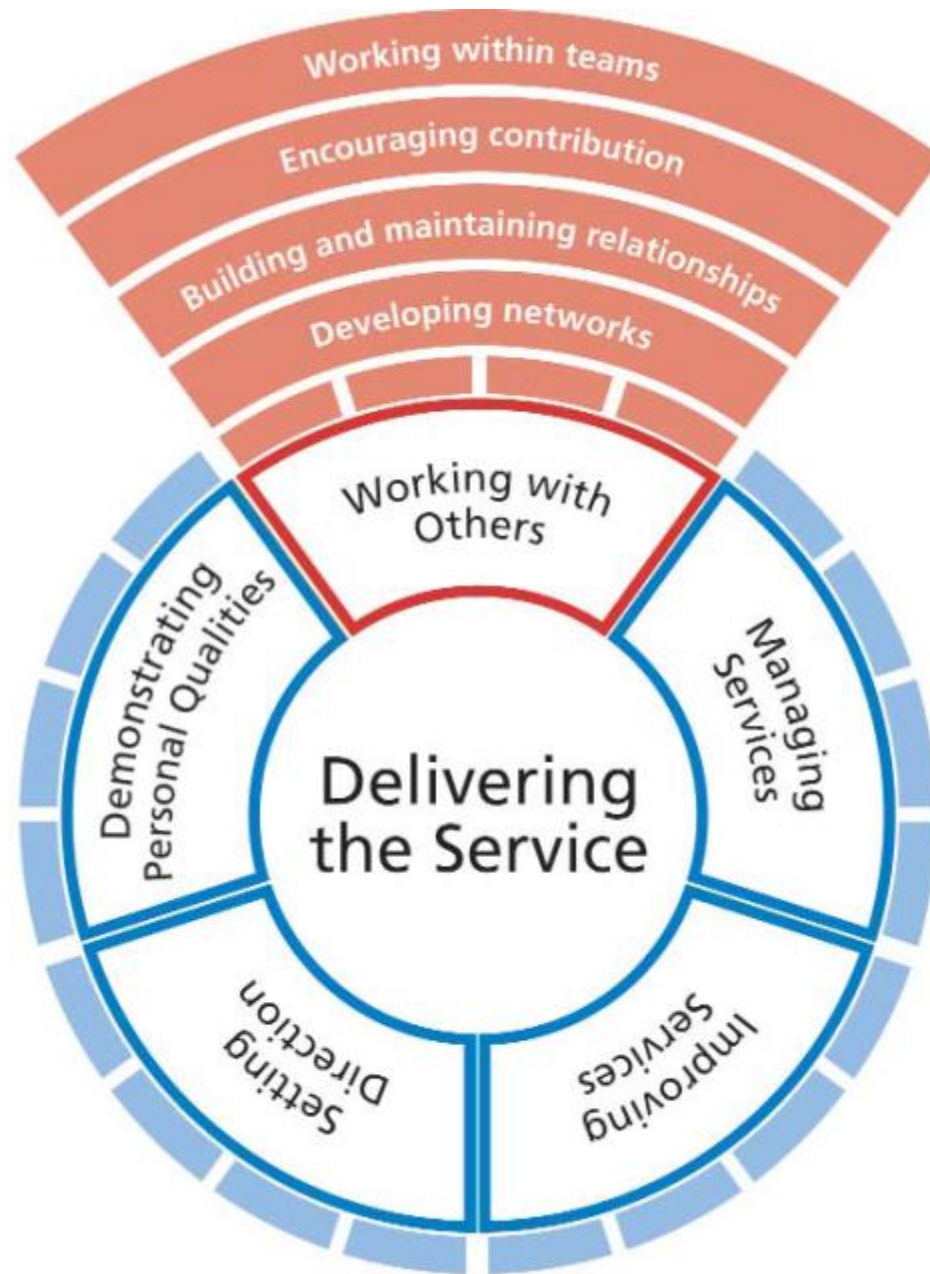 Working within teams
Encouraging contribution
Building and maintaining relationships
Developing networks
Working with
Others
Demonstrating
Personal Qualities
Managing
Services
Delivering
the Service
Setting
Direction
Improving
Services